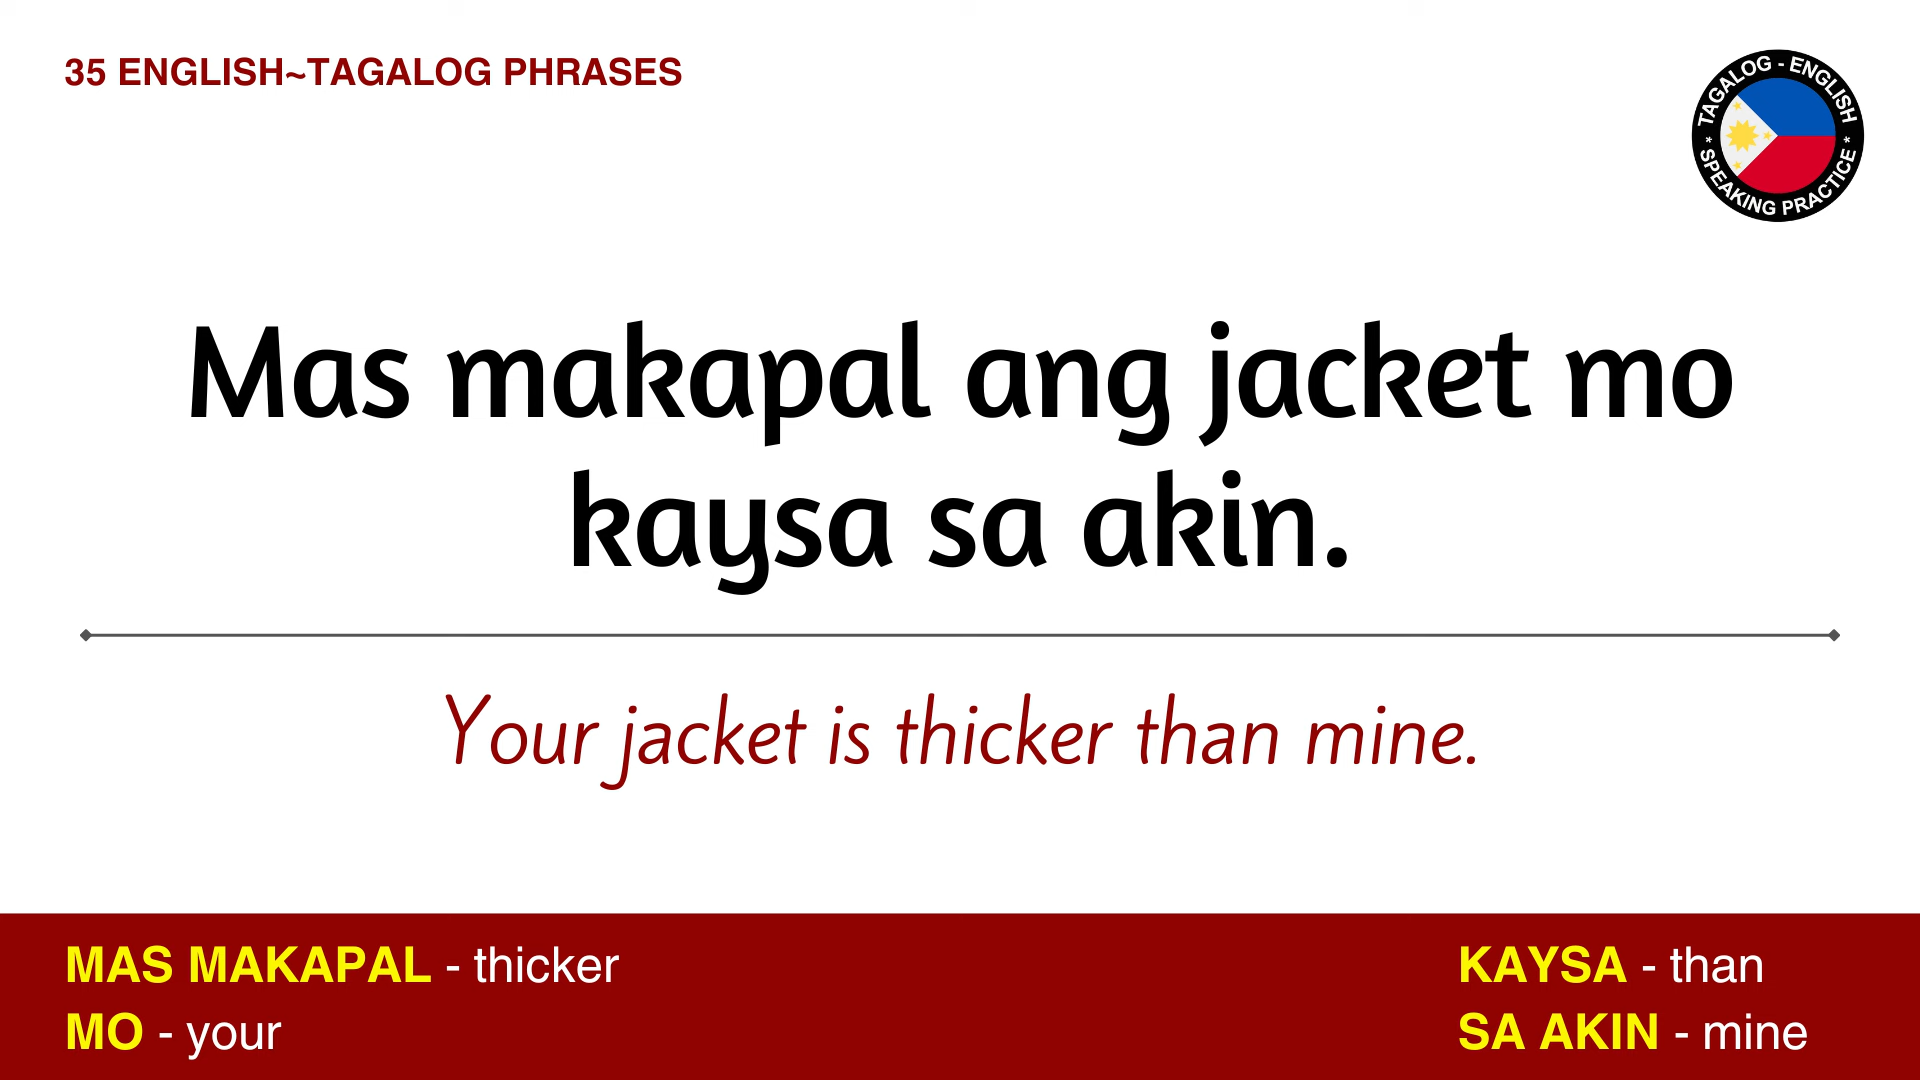 35 ENGLISH~TAGALOG PHRASES
TAGALOG - ENGLISH
* SPEAKING PRACTICE *
Mas makapal ang jacket mo
kaysa sa akin.
Your jacket is thicker than mine.
MAS MAKAPAL - thicker
MO - your
KAYSA - than
SA AKIN - mine